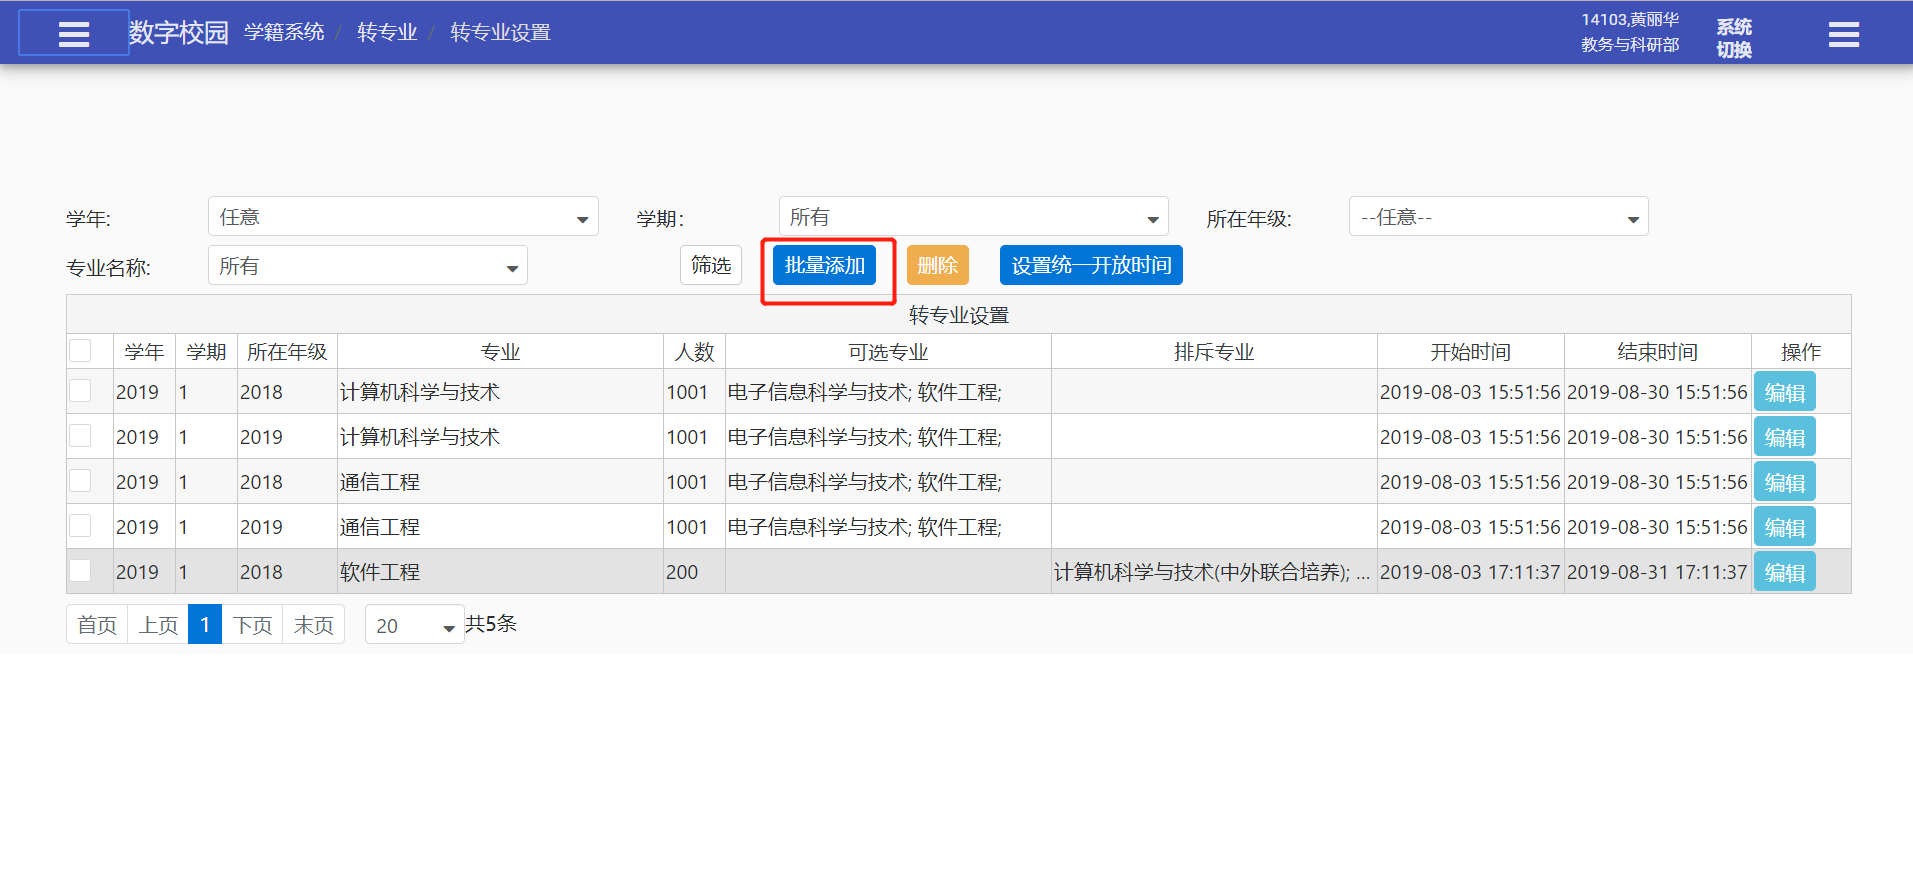 数字校园 学籍系统 / 转专业 / 转专业设置
14103,黄丽华
教务与科研部
系统
切换
学年: 任意 学期: 所有 所在年级: --任意--
专业名称: 所有 筛选 批量添加 删除 设置统一开放时间
转专业设置
学年 学期 所在年级 专业 人数 可选专业 排斥专业 开始时间 结束时间 操作
2019 1 2018 计算机科学与技术 1001 电子信息科学与技术; 软件工程; 2019-08-03 15:51:56 2019-08-30 15:51:56 编辑
2019 1 2019 计算机科学与技术 1001 电子信息科学与技术; 软件工程; 2019-08-03 15:51:56 2019-08-30 15:51:56 编辑
2019 1 2018 通信工程 1001 电子信息科学与技术; 软件工程; 2019-08-03 15:51:56 2019-08-30 15:51:56 编辑
2019 1 2019 通信工程 1001 电子信息科学与技术; 软件工程; 2019-08-03 15:51:56 2019-08-30 15:51:56 编辑
2019 1 2018 软件工程 200 计算机科学与技术(中外联合培养); ... 2019-08-03 17:11:37 2019-08-31 17:11:37 编辑
首页 上页 1 下页 末页 20 共5条